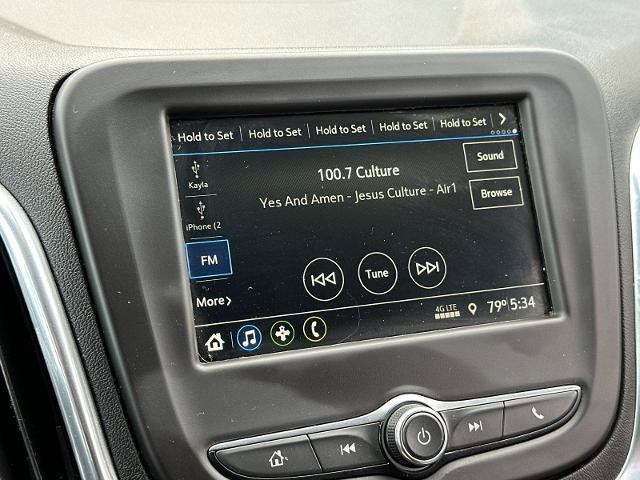 Hold to Set Hold to Set Hold to Set Hold to Set Hold to Set
Kayla
100.7 Culture
Sound
Yes And Amen - Jesus Culture - Air1
Browse
iPhone (2
FM
Tune
More
4G LTE
79° 5:34